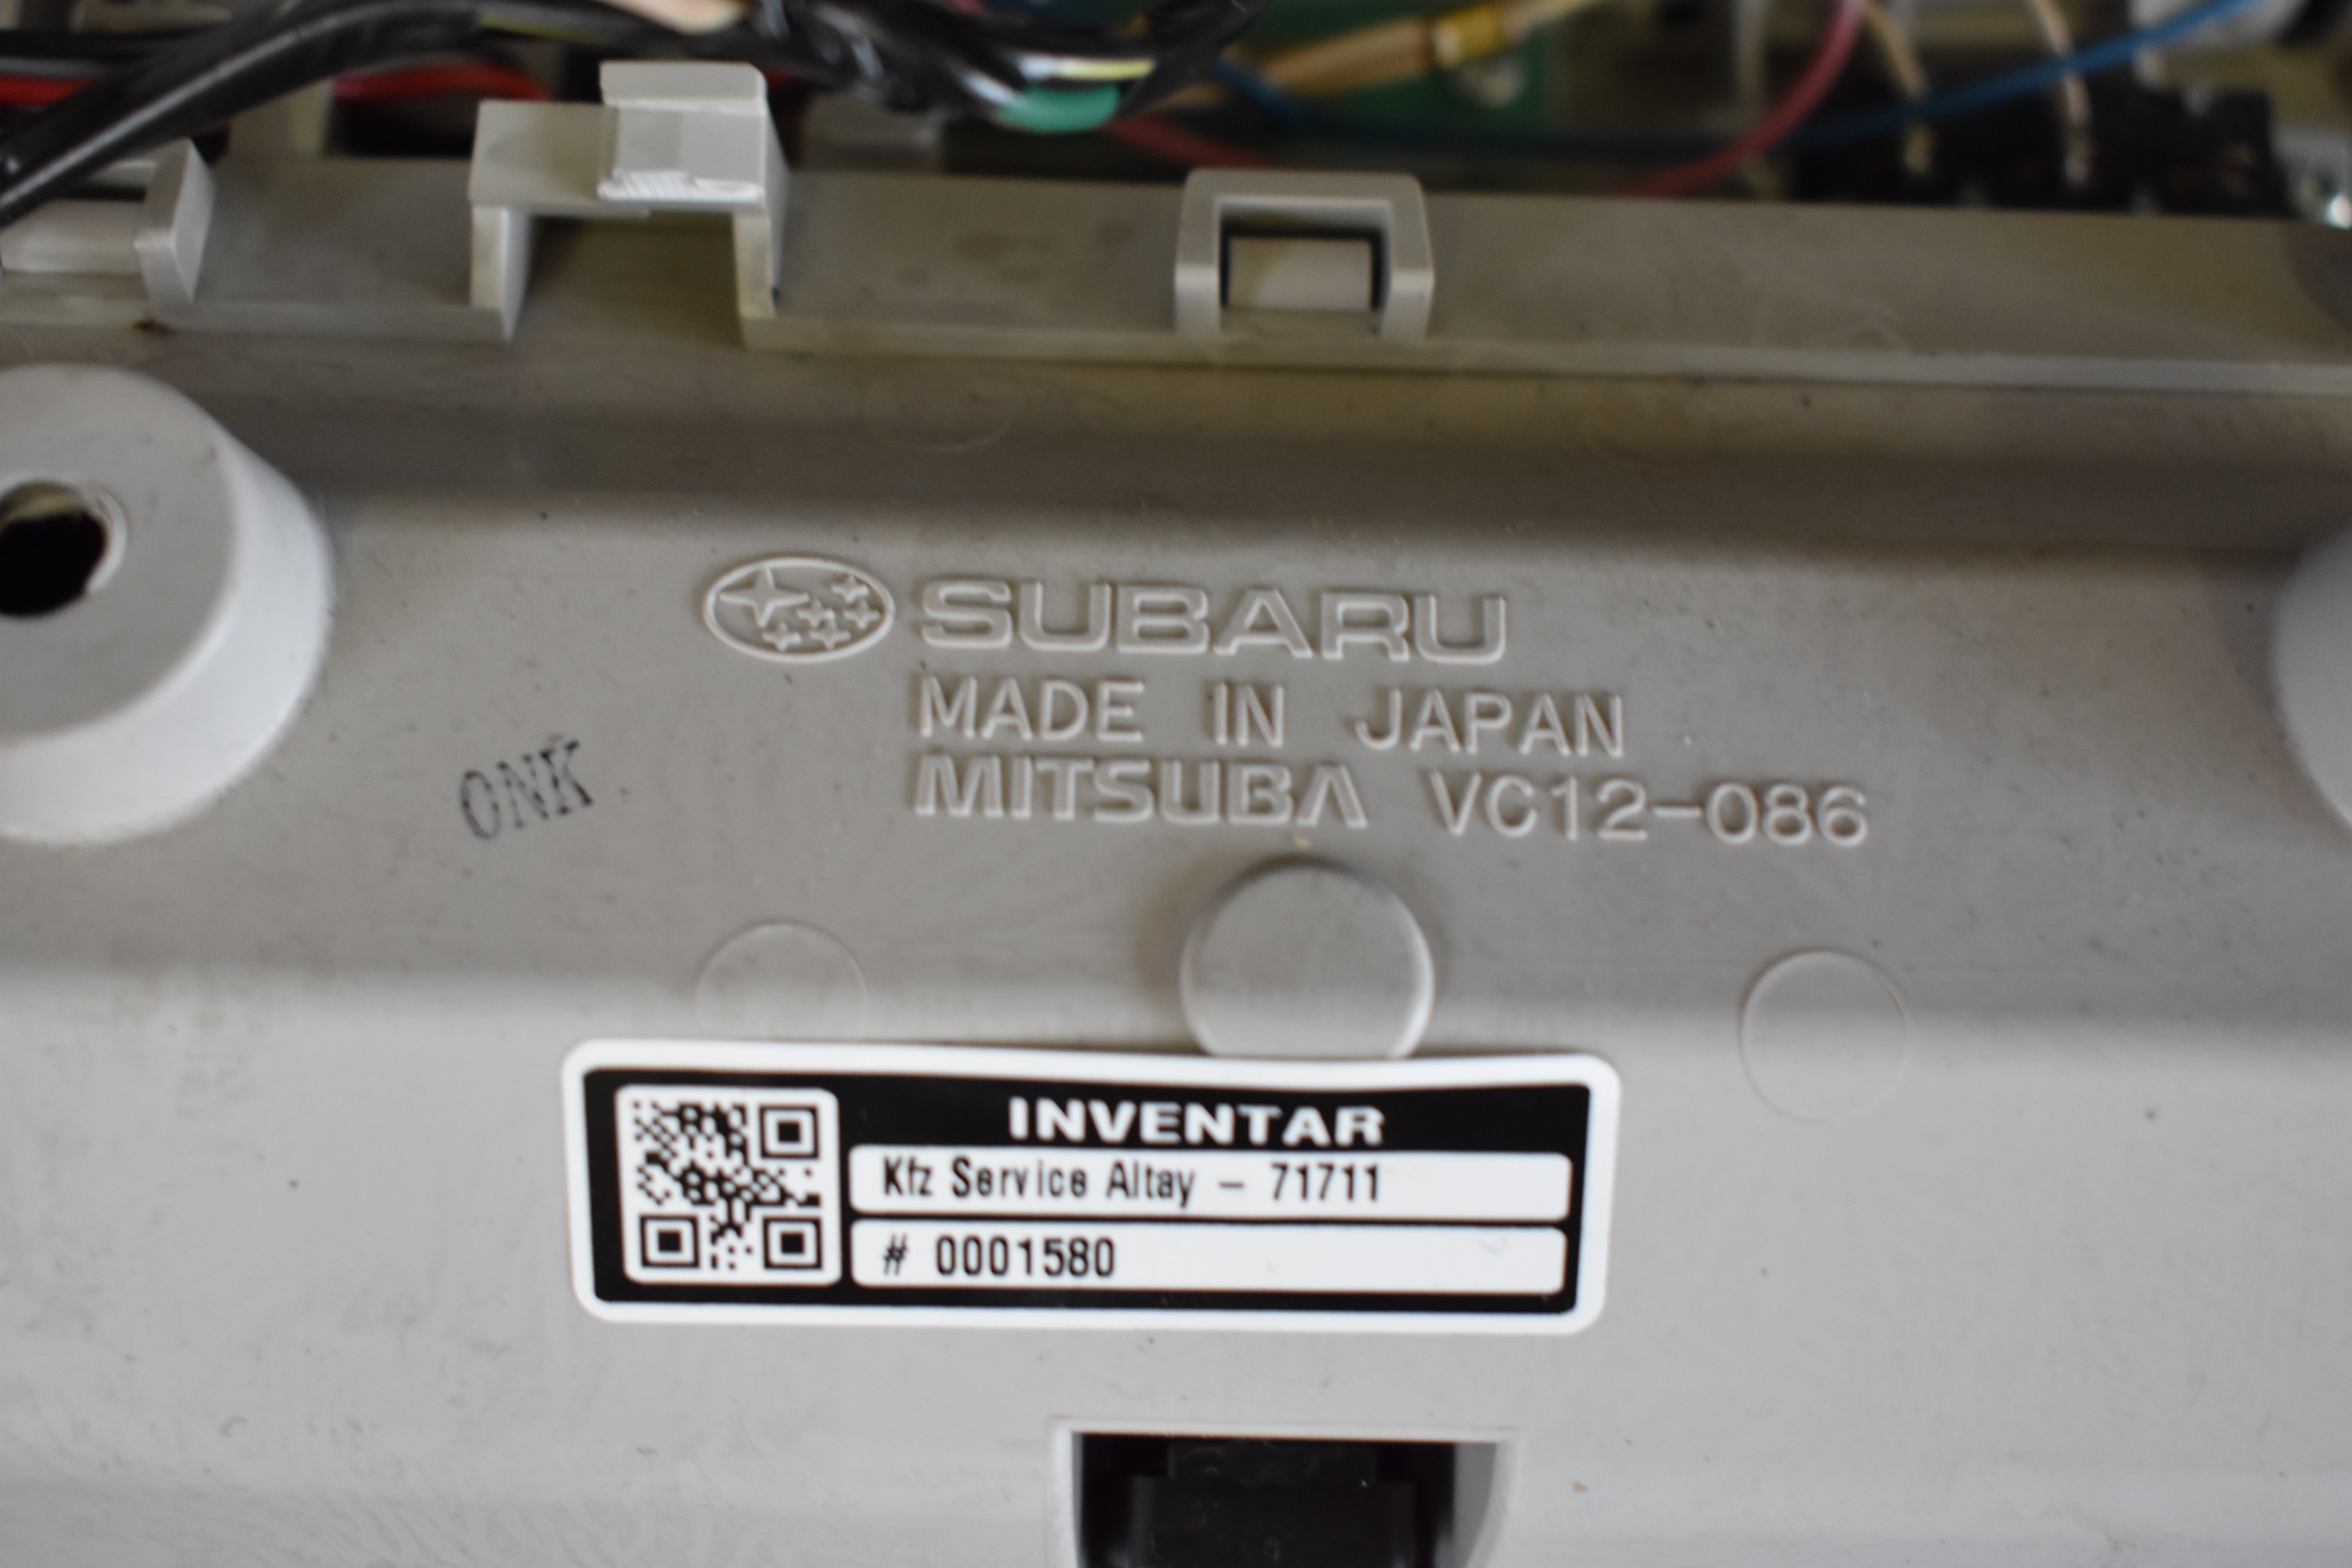 SUBARU
MADE IN JAPAN
MITSUBA VC12-086
ONK
INVENTAR
Kfz Service Altay - 71711
# 0001580